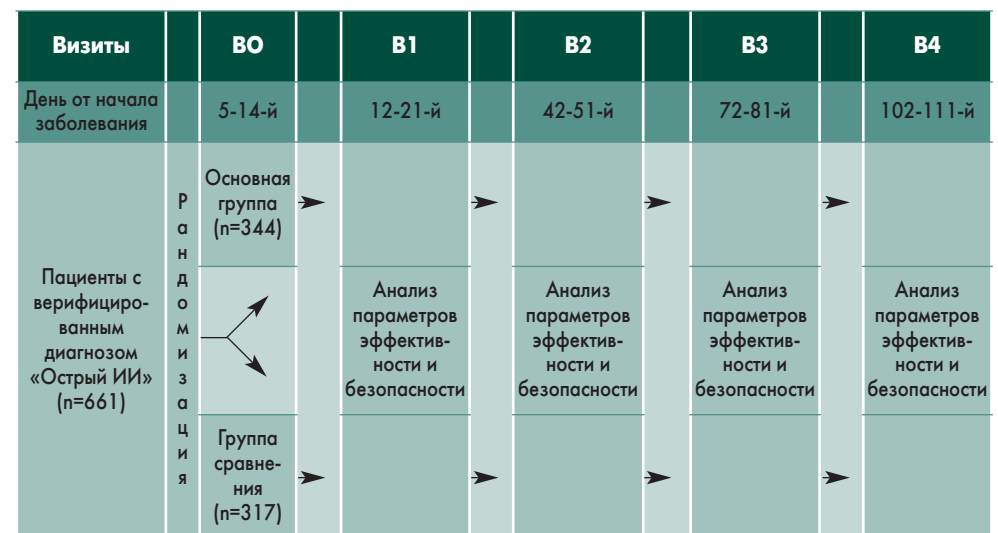 Визиты ВО В1 В2 В3 В4
День от начала
заболевания
5-14-й 12-21-й 42-51-й 72-81-й 102-111-й
Пациенты с
верифициро-
ванным
диагнозом
«Острый ИИ»
(n=661)
Р
а
н
д
о
м
и
з
а
ц
и
я
Основная
группа
(n=344)
Группа
сравне-
ния
(n=317)
Анализ
параметров
эффектив-
ности и
безопасности
Анализ
параметров
эффектив-
ности и
безопасности
Анализ
параметров
эффектив-
ности и
безопасности
Анализ
параметров
эффектив-
ности и
безопасности